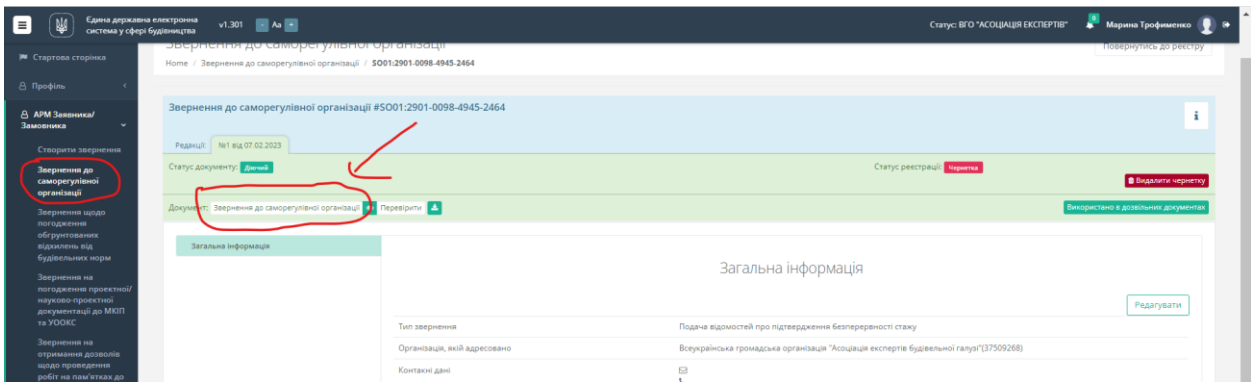 Єдина державна електронна
система у сфері будівництва
v1.301 - Aa +
Статус: ВГО "АСОЦІАЦІЯ ЕКСПЕРТІВ"
Марина Трофименко
Стартова сторінка
Профіль
АРМ Заявника/
Замовника
Створити звернення
Звернення до
саморегулівної
організації
Звернення щодо
погодження
обґрунтованих
відхилень від
будівельних норм
Звернення на
погодження проектної/
науково-проектної
документації до МКІП
та УООКС
Звернення на
отримання дозволів
щодо проведення
робіт на пам'ятках до
Звернення до саморегулівної організації
Повернутись до реєстру
Home / Звернення до саморегулівної організації / SO01:2901-0098-4945-2464
Звернення до саморегулівної організації #SO01:2901-0098-4945-2464
i
Редакції: №1 від 07.02.2023
Статус документу: Діючий
Статус реєстрації: Чернетка
Видалити чернетку
Документ: Звернення до саморегулівної організації Перевірити
Використано в дозвільних документах
Загальна інформація
Загальна інформація
Редагувати
Тип звернення Подача відомостей про підтвердження безперервності стажу
Організація, якій адресовано Всеукраїнська громадська організація "Асоціація експертів будівельної галузі"(37509268)
Контакні дані